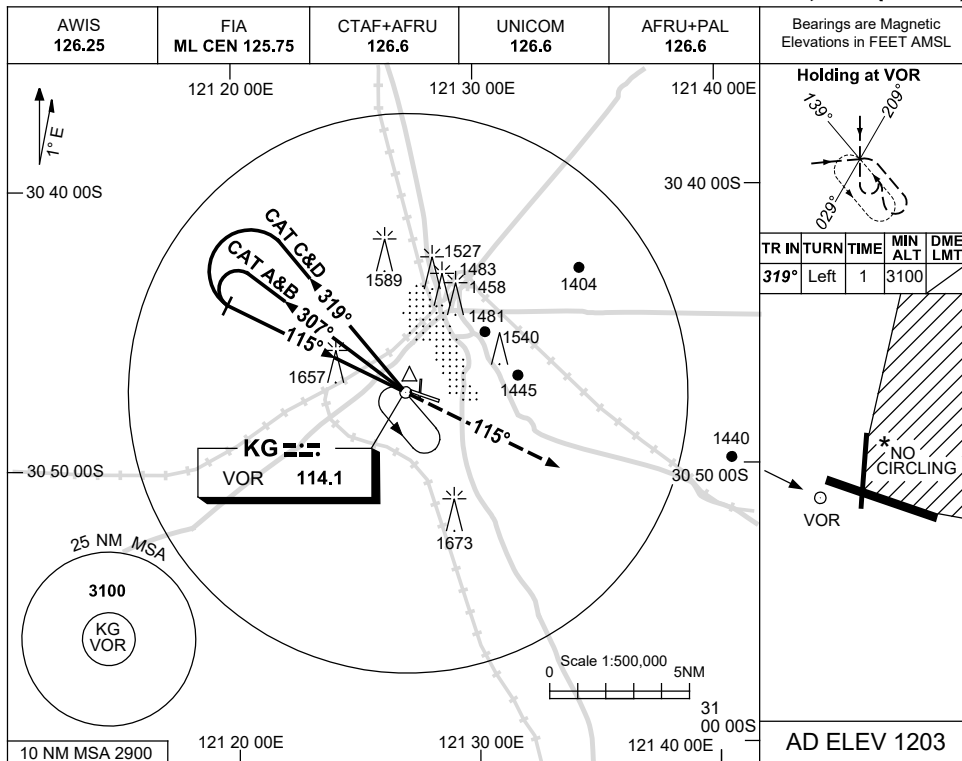 AWIS
126.25
FIA
ML CEN 125.75
CTAF+AFRU
126.6
UNICOM
126.6
AFRU+PAL
126.6
Bearings are Magnetic
Elevations in FEET AMSL
121 20 00E
121 30 00E
121 40 00E
1° E
30 40 00S
30 40 00S
CAT C&D
CAT A&B
319°
307°
115°
1589
1527
1483
1458
1404
1481
1540
1445
1657
115°
KG
VOR 114.1
1440
30 50 00S
30 50 00S
1673
25 NM MSA
3100
KG
VOR
Scale 1:500,000
0
5NM
31
00 00S
10 NM MSA 2900
121 20 00E
121 30 00E
121 40 00E
Holding at VOR
139°
209°
029°
TR IN TURN TIME MIN ALT DME LMT
319° Left 1 3100
*NO
CIRCLING
VOR
AD ELEV 1203